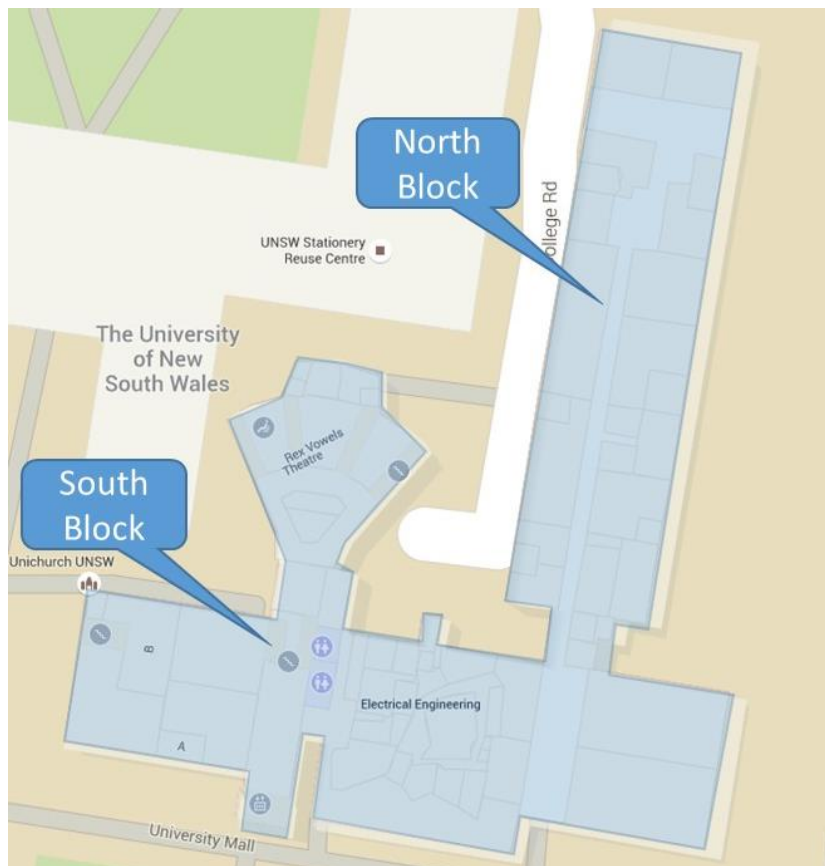 North
Block
ollege Rd
UNSW Stationery
Reuse Centre
The University
of New
South Wales
Rex Vowels
Theatre
South
Block
Unichurch UNSW
B
Electrical Engineering
A
University Mall